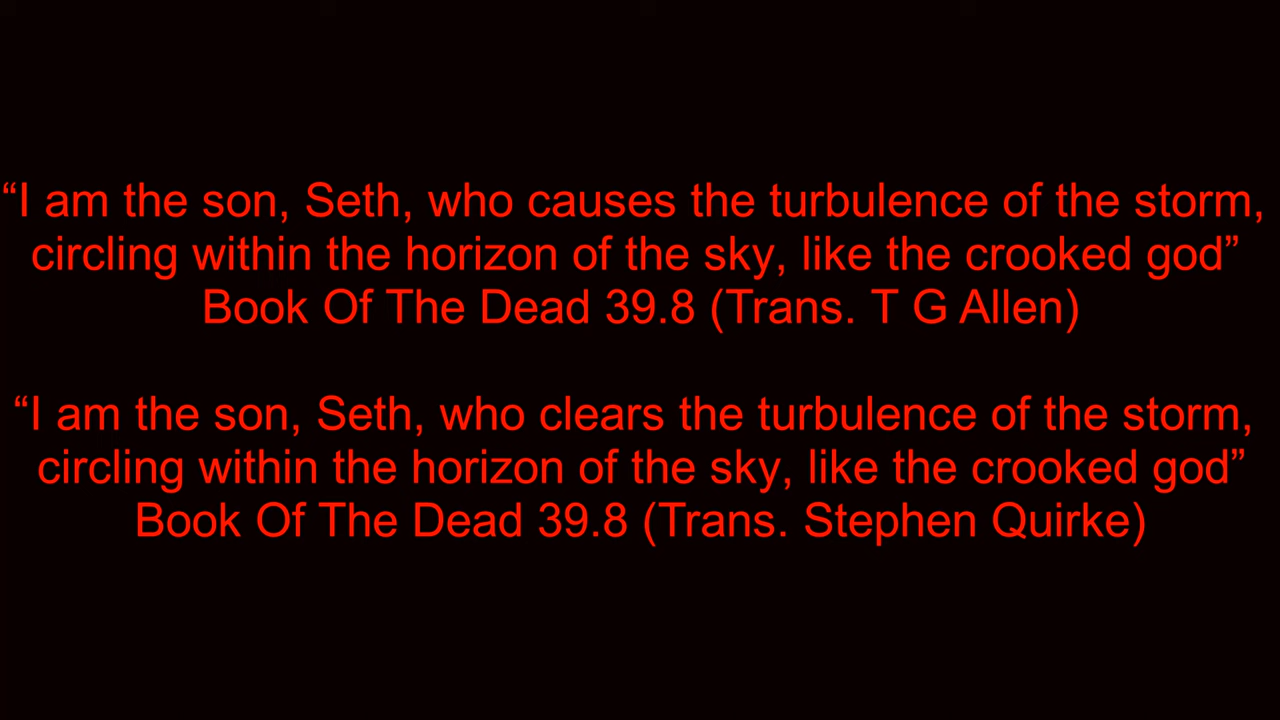 “I am the son, Seth, who causes the turbulence of the storm,
circling within the horizon of the sky, like the crooked god”
Book Of The Dead 39.8 (Trans. T G Allen)
“I am the son, Seth, who clears the turbulence of the storm,
circling within the horizon of the sky, like the crooked god”
Book Of The Dead 39.8 (Trans. Stephen Quirke)